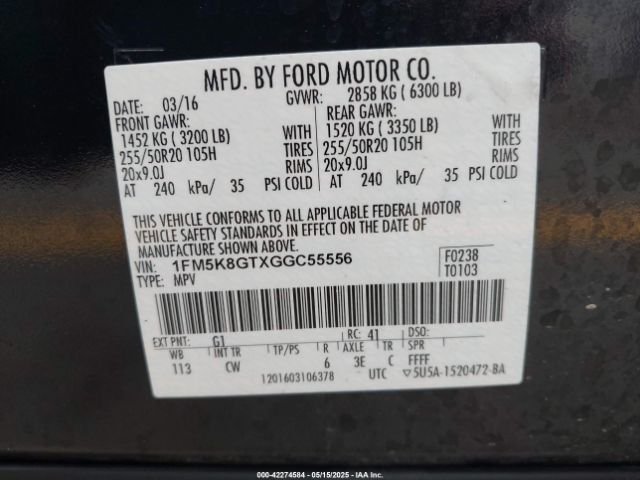 MFD. BY FORD MOTOR CO.
DATE: 03/16 GVWR: 2858 KG ( 6300 LB)
FRONT GAWR: REAR GAWR:
1452 KG ( 3200 LB) WITH 1520 KG ( 3350 LB) WITH
255/50R20 105H TIRES 255/50R20 105H TIRES
20x9.0J RIMS 20x9.0J RIMS
AT 240 kPa/ 35 PSI COLD AT 240 kPa/ 35 PSI COLD
THIS VEHICLE CONFORMS TO ALL APPLICABLE FEDERAL MOTOR
VEHICLE SAFETY STANDARDS IN EFFECT ON THE DATE OF
MANUFACTURE SHOWN ABOVE.
VIN: 1FM5K8GTXGGC55556 F0238
TYPE: MPV T0103
EXT PNT: G1 RC: 41 DSO:
WB INT TR TP/PS R AXLE TR SPR
113 CW 6 3E C FFFF
1201603106378 UTC ▽5U5A-1520472-BA
000-42274584 - 05/15/2025 - IAA Inc.